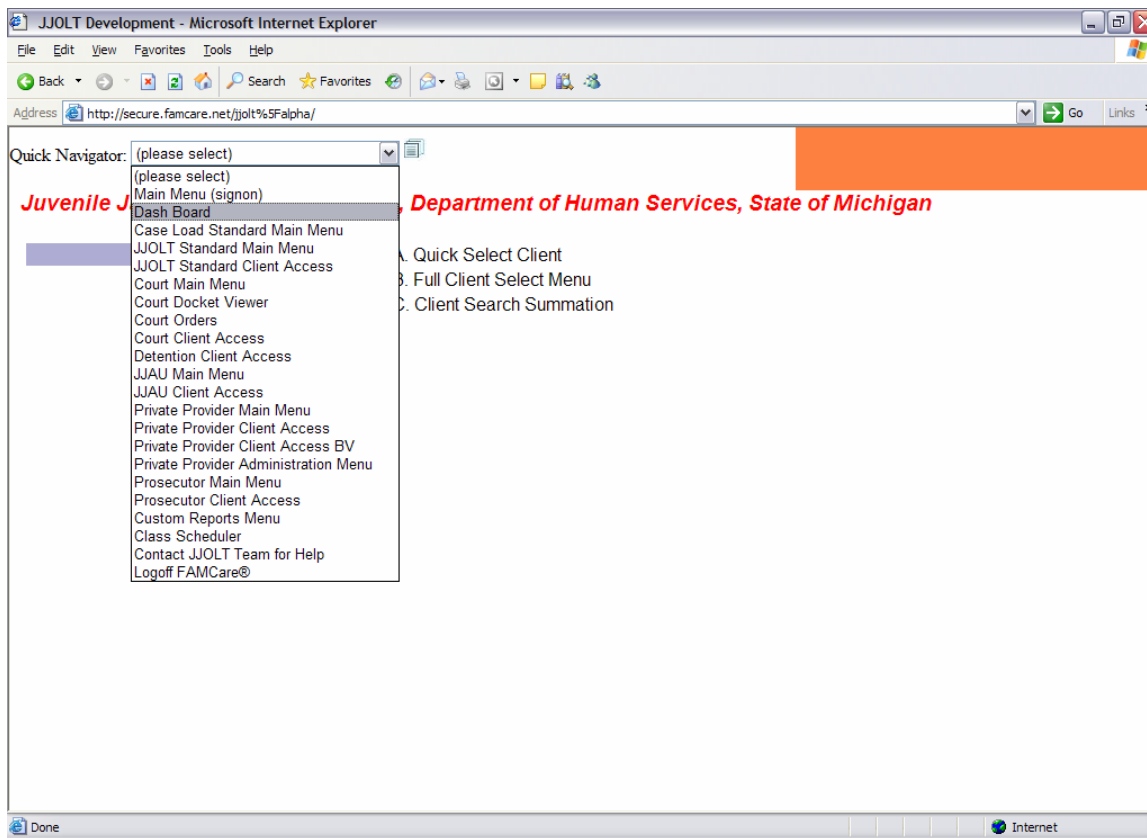 JJOLT Development - Microsoft Internet Explorer
File Edit View Favorites Tools Help
Back Search Favorites
Address http://secure.famcare.net/jjolt%5Falpha/ Go Links
Quick Navigator: (please select)
(please select)
Main Menu (signon)
Juvenile J , Department of Human Services, State of Michigan
Dash Board
Case Load Standard Main Menu
JJOLT Standard Main Menu
JJOLT Standard Client Access
Court Main Menu
Court Docket Viewer
Court Orders
Court Client Access
Detention Client Access
JJAU Main Menu
JJAU Client Access
Private Provider Main Menu
Private Provider Client Access
Private Provider Client Access BV
Private Provider Administration Menu
Prosecutor Main Menu
Prosecutor Client Access
Custom Reports Menu
Class Scheduler
Contact JJOLT Team for Help
Logoff FAMCare®
A. Quick Select Client
B. Full Client Select Menu
C. Client Search Summation
Done Internet